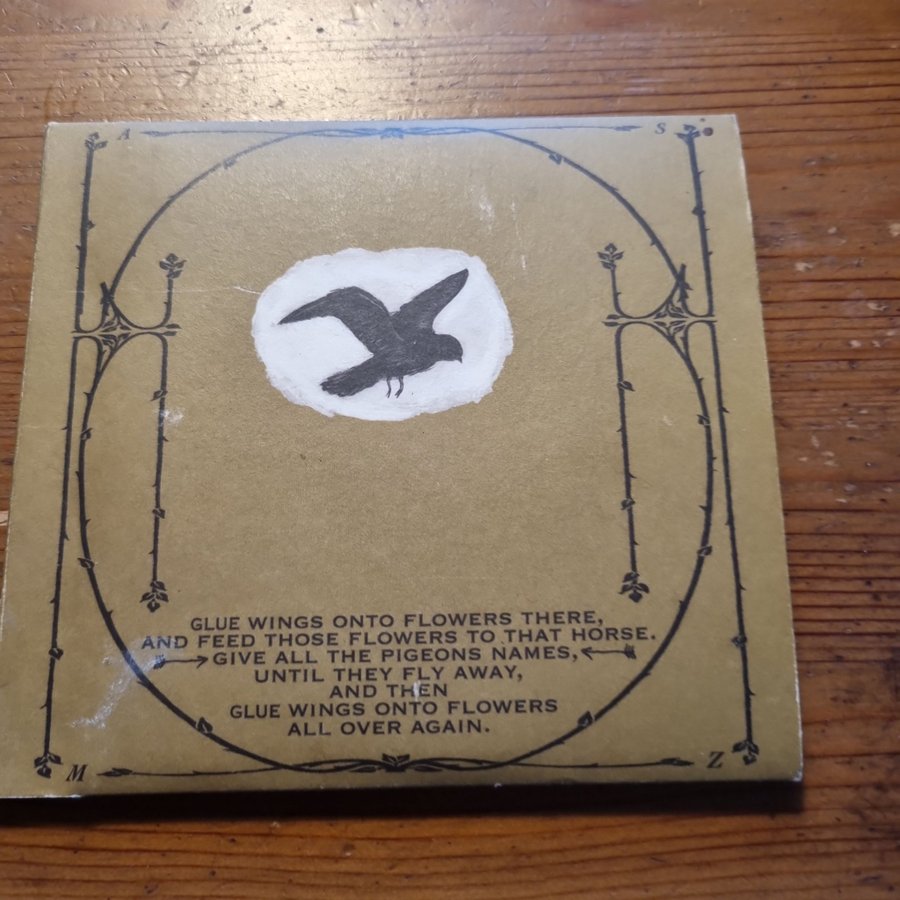 A S
GLUE WINGS ONTO FLOWERS THERE,
AND FEED THOSE FLOWERS TO THAT HORSE.
GIVE ALL THE PIGEONS NAMES,
UNTIL THEY FLY AWAY,
AND THEN
GLUE WINGS ONTO FLOWERS
ALL OVER AGAIN.
M Z